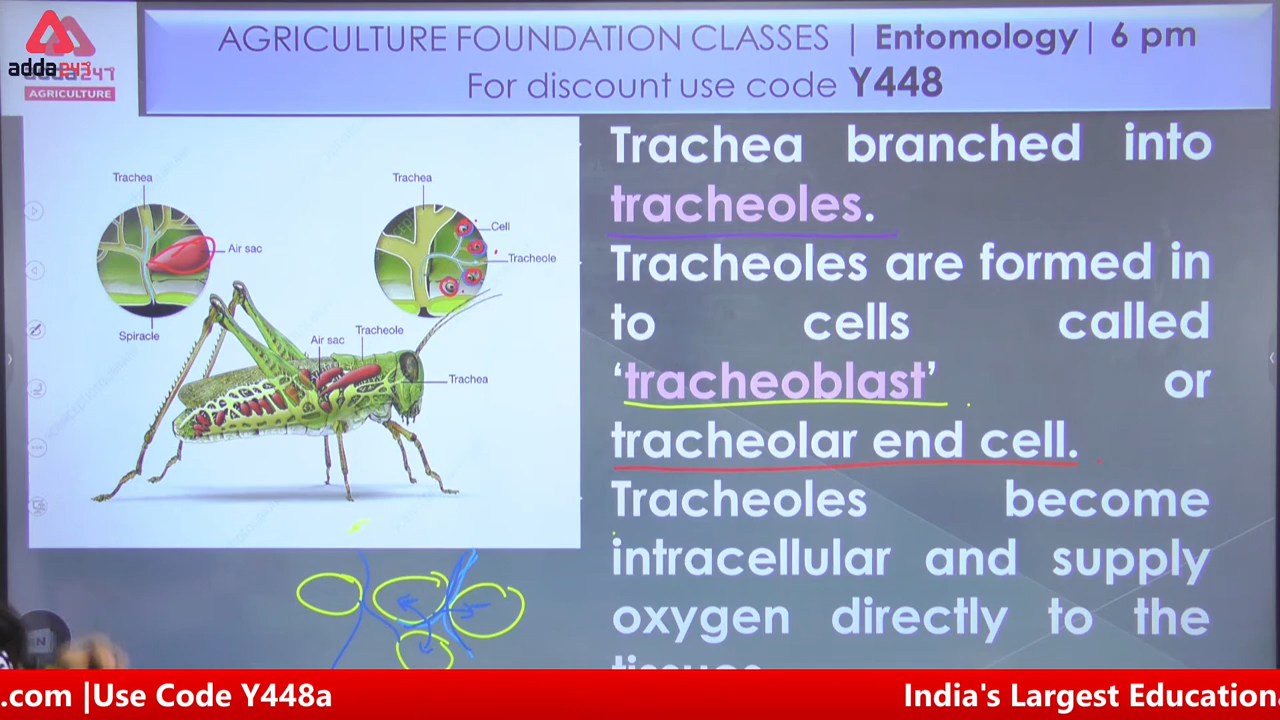 AGRICULTURE FOUNDATION CLASSES | Entomology| 6 pm
For discount use code Y448
adda247
AGRICULTURE
Trachea
Air sac
Spiracle
Trachea
Cell
Tracheole
Air sac
Tracheole
Trachea
Trachea branched into
tracheoles.
Tracheoles are formed in
to cells called
‘tracheoblast’ or
tracheolar end cell.
Tracheoles become
intracellular and supply
oxygen directly to the
tissues
.com |Use Code Y448a
India's Largest Education